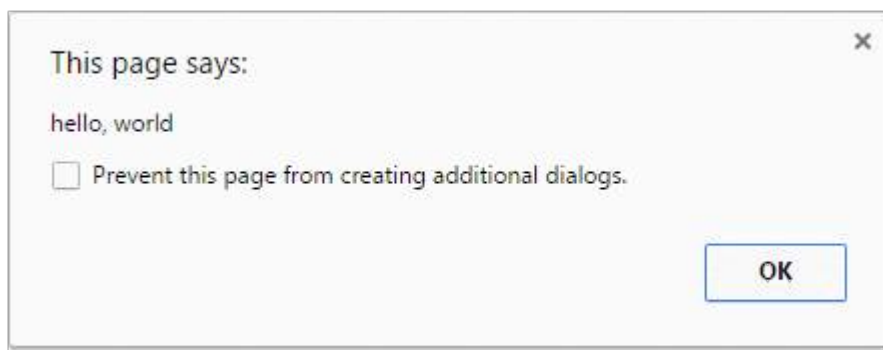 This page says:
hello, world
Prevent this page from creating additional dialogs.
OK